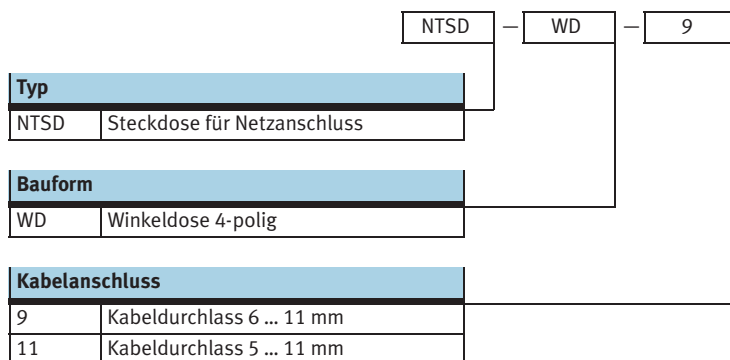 NTSD — WD — 9
Typ
NTSD Steckdose für Netzanschluss
Bauform
WD Winkeldose 4-polig
Kabelanschluss
9 Kabeldurchlass 6 ... 11 mm
11 Kabeldurchlass 5 ... 11 mm